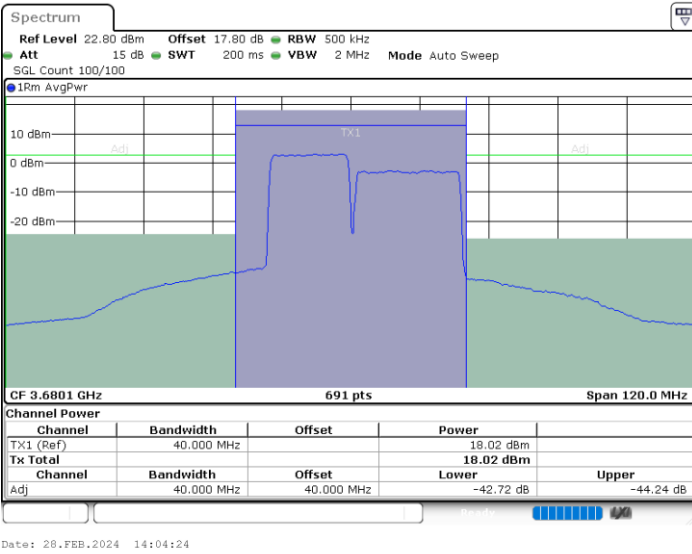 Spectrum
Ref Level 22.80 dBm Offset 17.80 dB RBW 500 kHz
Att 15 dB SWT 200 ms VBW 2 MHz Mode Auto Sweep
SGL Count 100/100
1Rm AvgPwr
10 dBm
TX1
Adj Adj
0 dBm
-10 dBm
-20 dBm
CF 3.6801 GHz 691 pts Span 120.0 MHz
Channel Power
Channel Bandwidth Offset Power
TX1 (Ref) 40.000 MHz 18.02 dBm
Tx Total 18.02 dBm
Channel Bandwidth Offset Lower Upper
Adj 40.000 MHz 40.000 MHz -42.72 dB -44.24 dB
Ready
Date: 28.FEB.2024 14:04:24